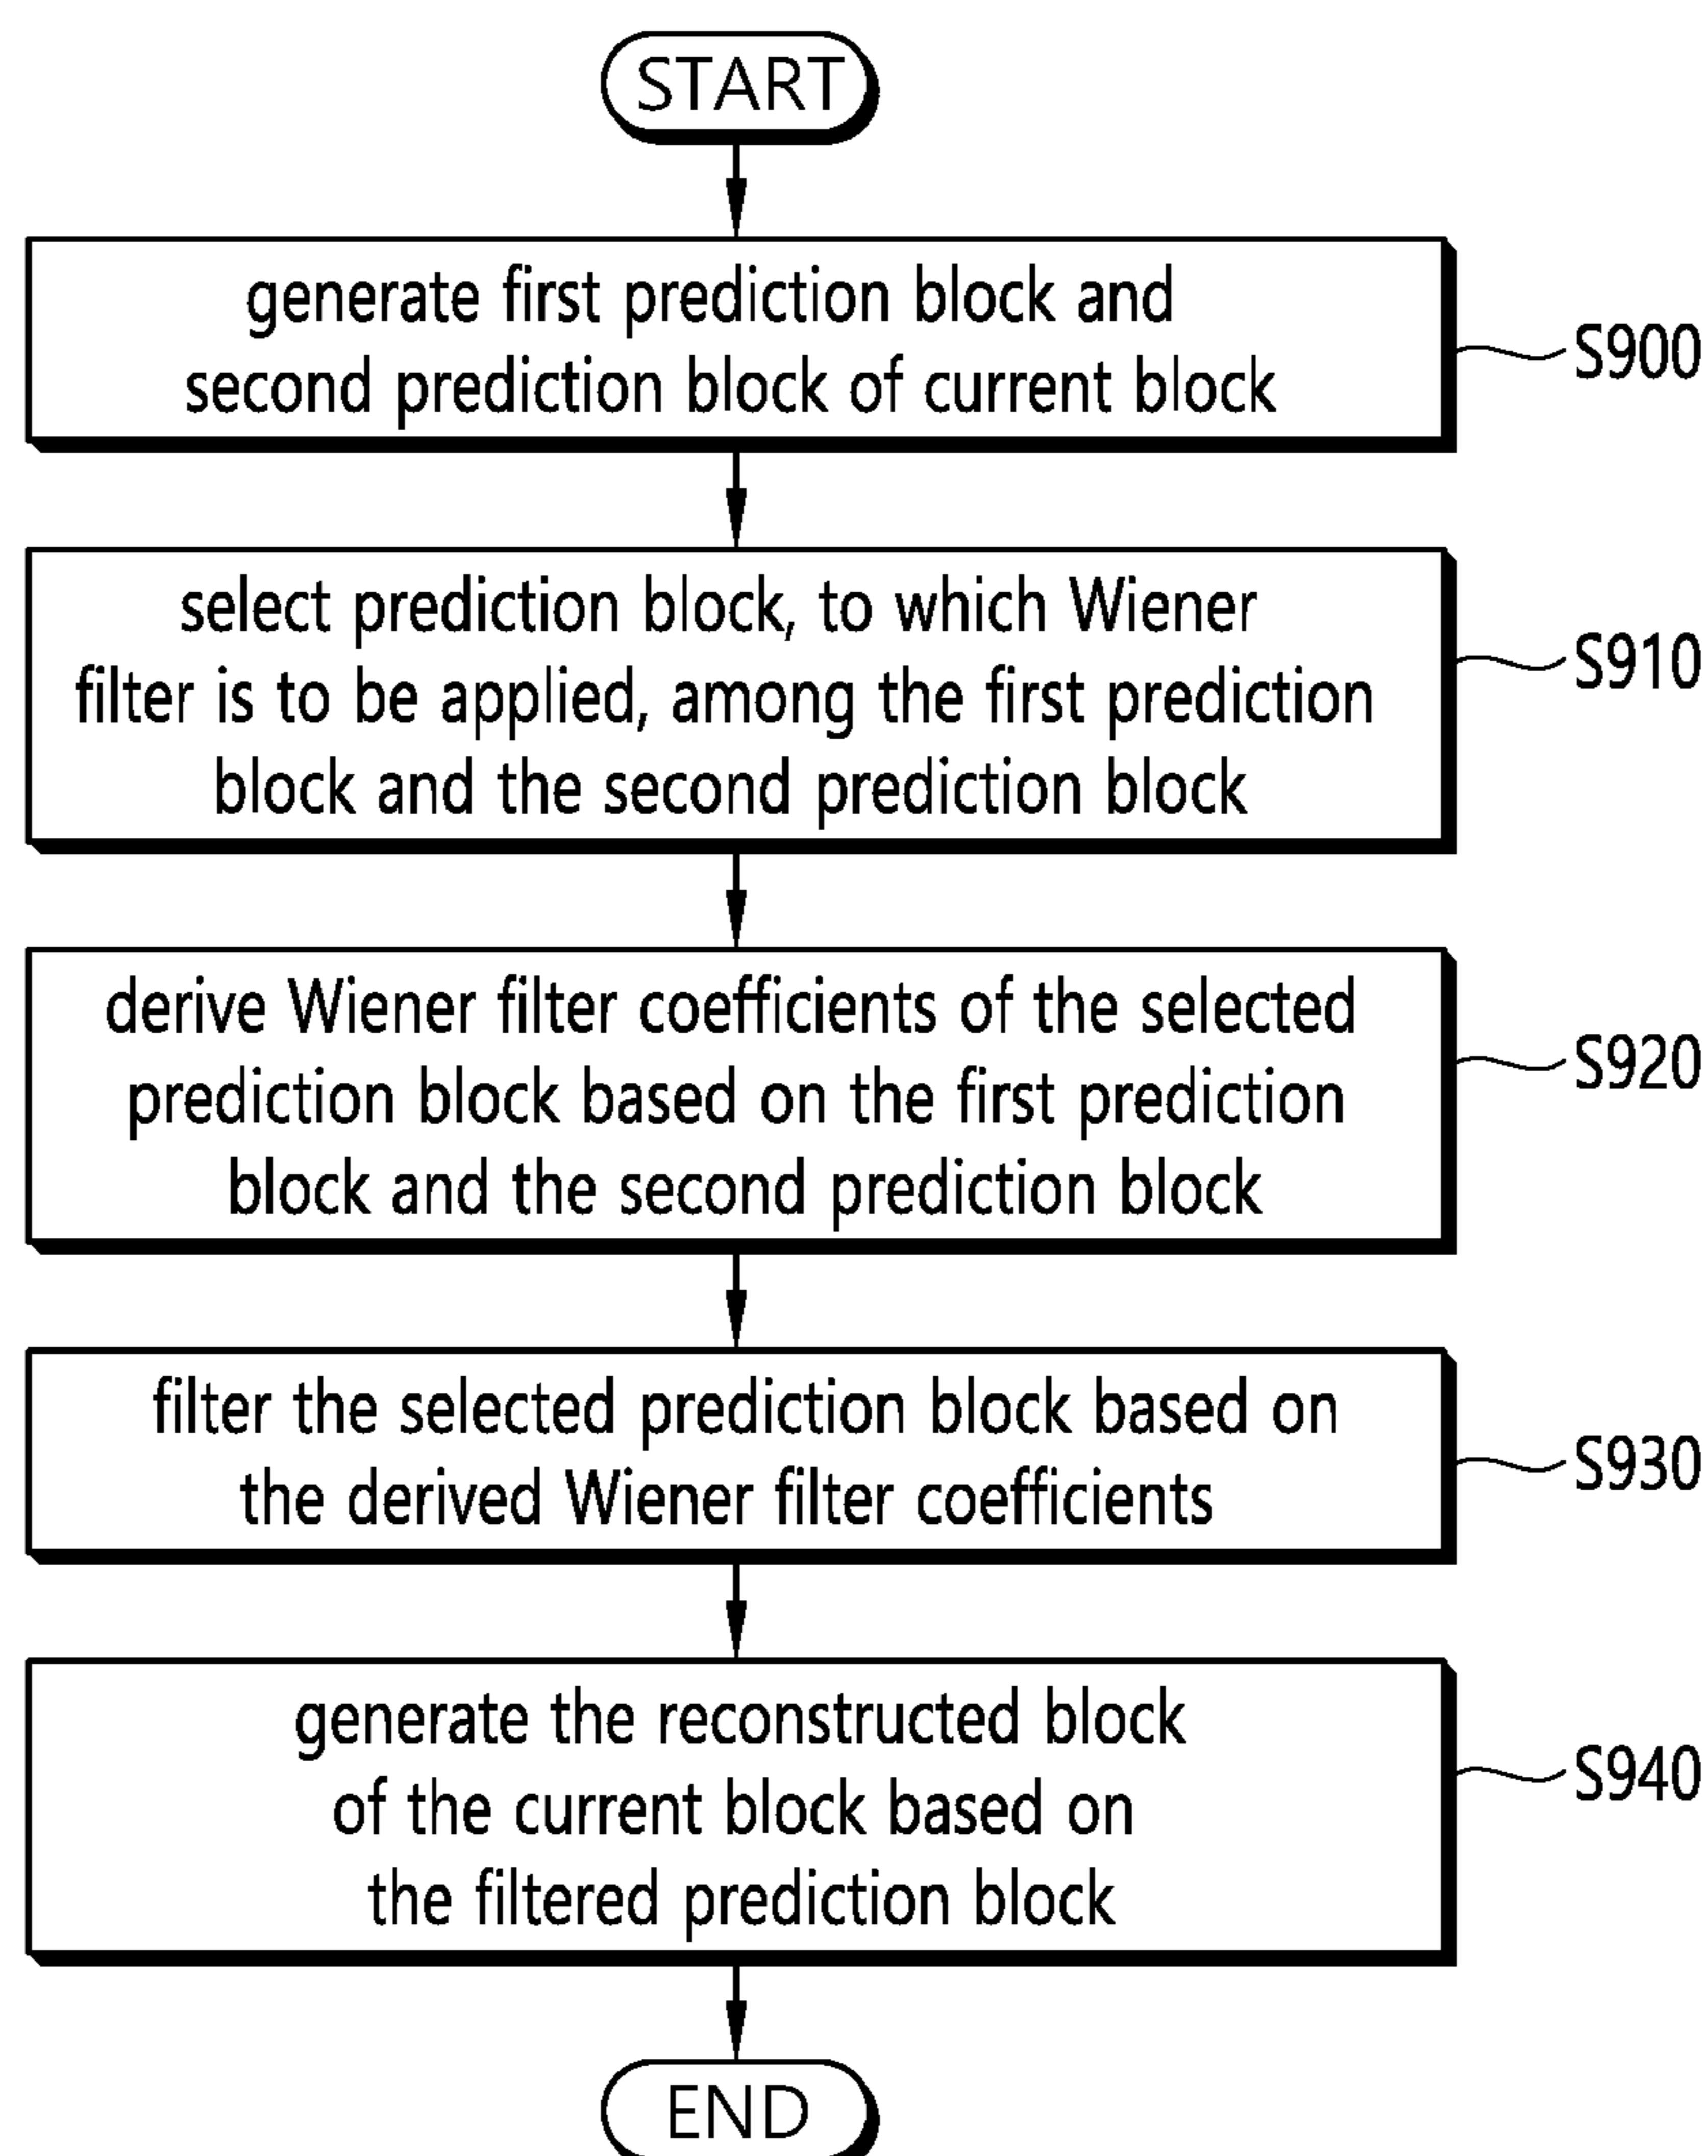 START
generate first prediction block and
second prediction block of current block
S900
select prediction block, to which Wiener
filter is to be applied, among the first prediction
block and the second prediction block
S910
derive Wiener filter coefficients of the selected
prediction block based on the first prediction
block and the second prediction block
S920
filter the selected prediction block based on
the derived Wiener filter coefficients
S930
generate the reconstructed block
of the current block based on
the filtered prediction block
S940
END